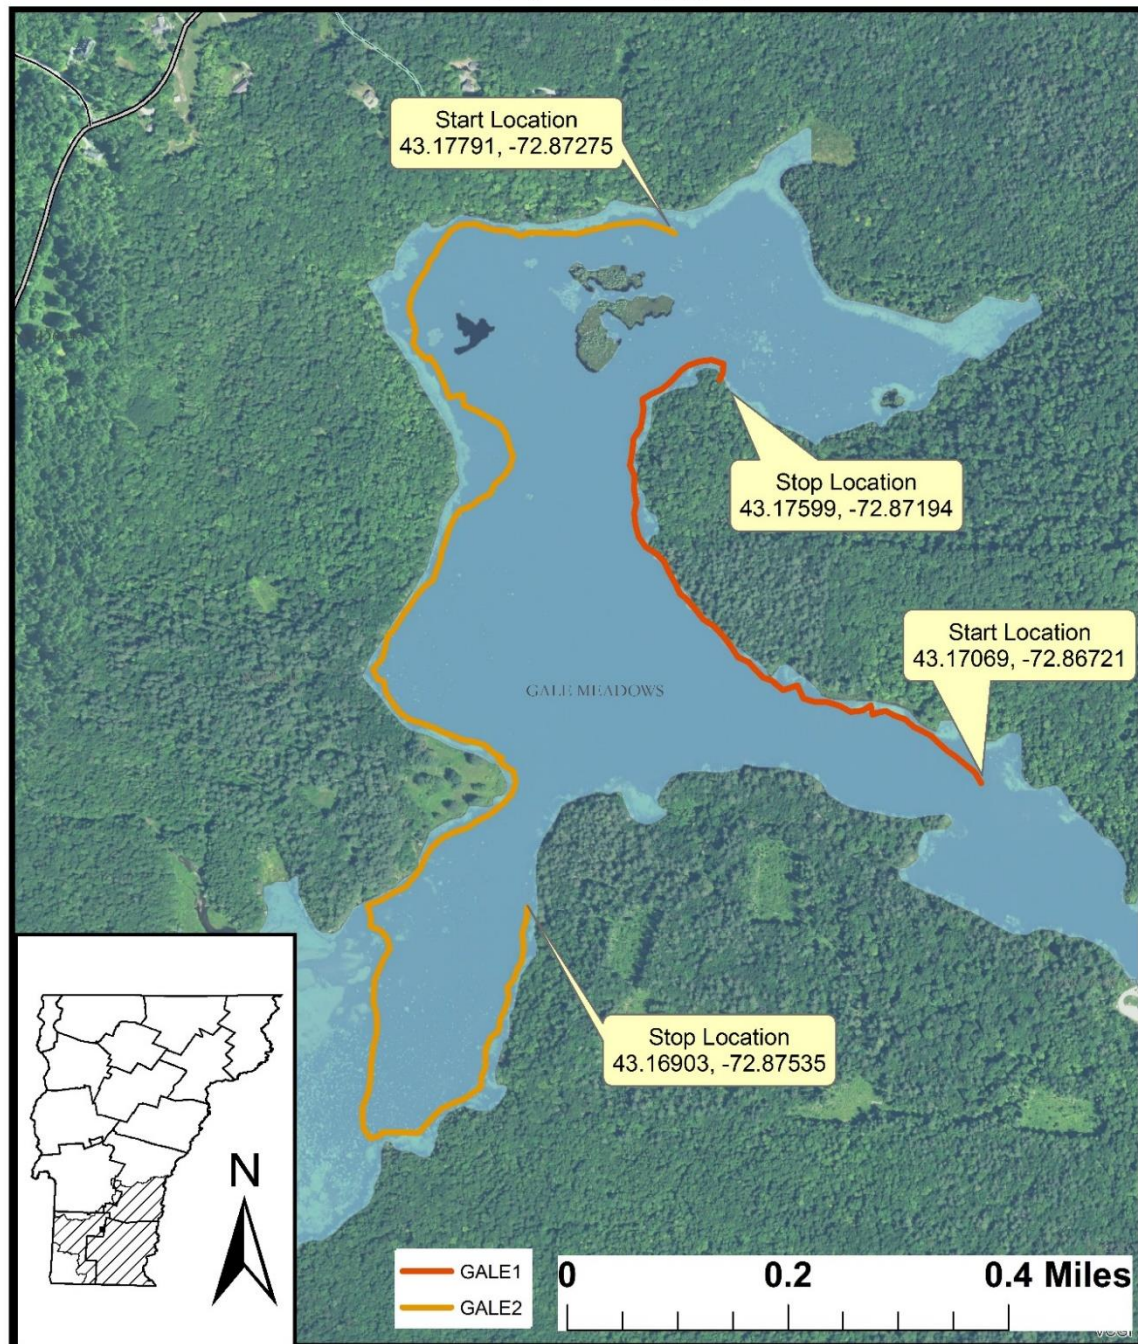 Start Location
43.17791, -72.87275
Stop Location
43.17599, -72.87194
Start Location
43.17069, -72.86721
GALE MEADOWS
Stop Location
43.16903, -72.87535
N
GALE1
GALE2
0 0.2 0.4 Miles
VCGI